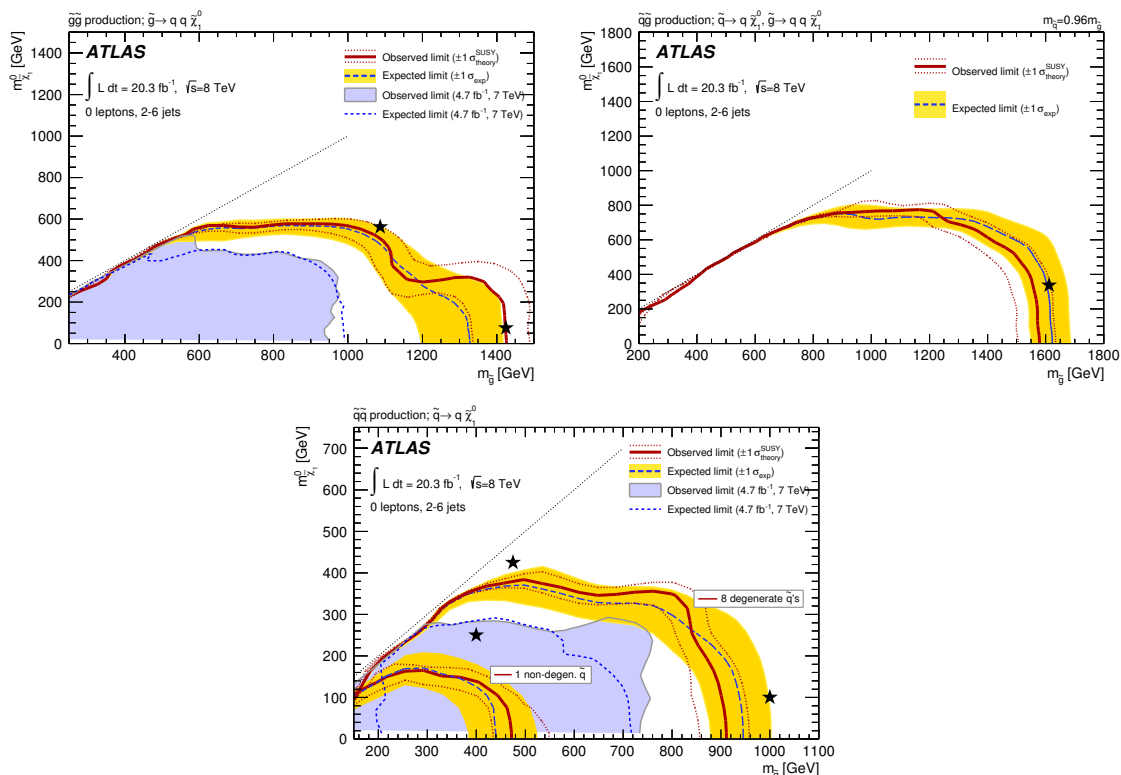 g̃g̃ production; g̃→ q q χ̃₁⁰
ATLAS
∫ L dt = 20.3 fb⁻¹, √s=8 TeV
0 leptons, 2-6 jets
Observed limit (±1 σ_theory^SUSY)
Expected limit (±1 σ_exp)
Observed limit (4.7 fb⁻¹, 7 TeV)
Expected limit (4.7 fb⁻¹, 7 TeV)
m_χ̃₁⁰ [GeV]
1400
1200
1000
800
600
400
200
0
400 600 800 1000 1200 1400
m_g̃ [GeV]
q̃g̃ production; q̃→ q χ̃₁⁰, g̃→ q q χ̃₁⁰
m_q̃=0.96m_g̃
ATLAS
∫ L dt = 20.3 fb⁻¹, √s=8 TeV
0 leptons, 2-6 jets
Observed limit (±1 σ_theory^SUSY)
Expected limit (±1 σ_exp)
m_χ̃₁⁰ [GeV]
1800
1600
1400
1200
1000
800
600
400
200
0
200 400 600 800 1000 1200 1400 1600 1800
m_g̃ [GeV]
q̃q̃ production; q̃→ q χ̃₁⁰
ATLAS
∫ L dt = 20.3 fb⁻¹, √s=8 TeV
0 leptons, 2-6 jets
Observed limit (±1 σ_theory^SUSY)
Expected limit (±1 σ_exp)
Observed limit (4.7 fb⁻¹, 7 TeV)
Expected limit (4.7 fb⁻¹, 7 TeV)
8 degenerate q̃'s
1 non-degen. q̃
m_χ̃₁⁰ [GeV]
700
600
500
400
300
200
100
0
200 300 400 500 600 700 800 900 1000 1100
m_q̃ [GeV]